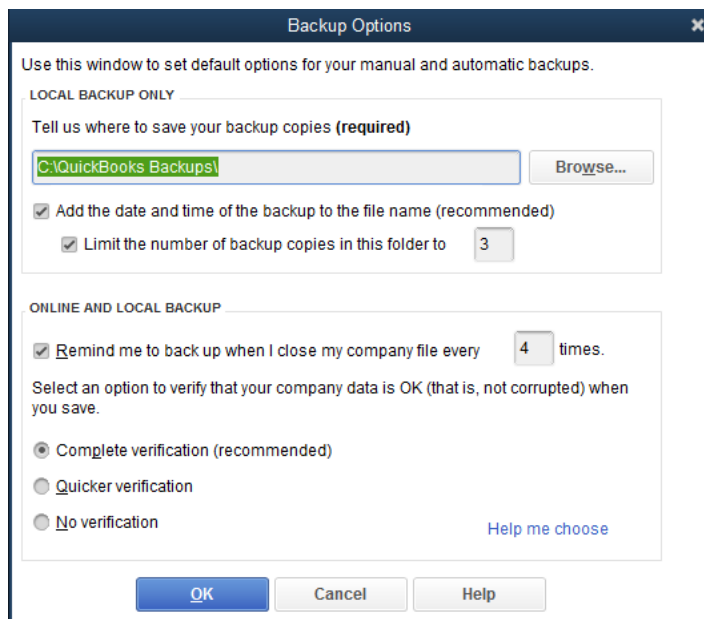 Backup Options
Use this window to set default options for your manual and automatic backups.
LOCAL BACKUP ONLY
Tell us where to save your backup copies (required)
C:\QuickBooks Backups\ Browse...
Add the date and time of the backup to the file name (recommended)
Limit the number of backup copies in this folder to 3
ONLINE AND LOCAL BACKUP
Remind me to back up when I close my company file every 4 times.
Select an option to verify that your company data is OK (that is, not corrupted) when
you save.
Complete verification (recommended)
Quicker verification
No verification
Help me choose
OK Cancel Help